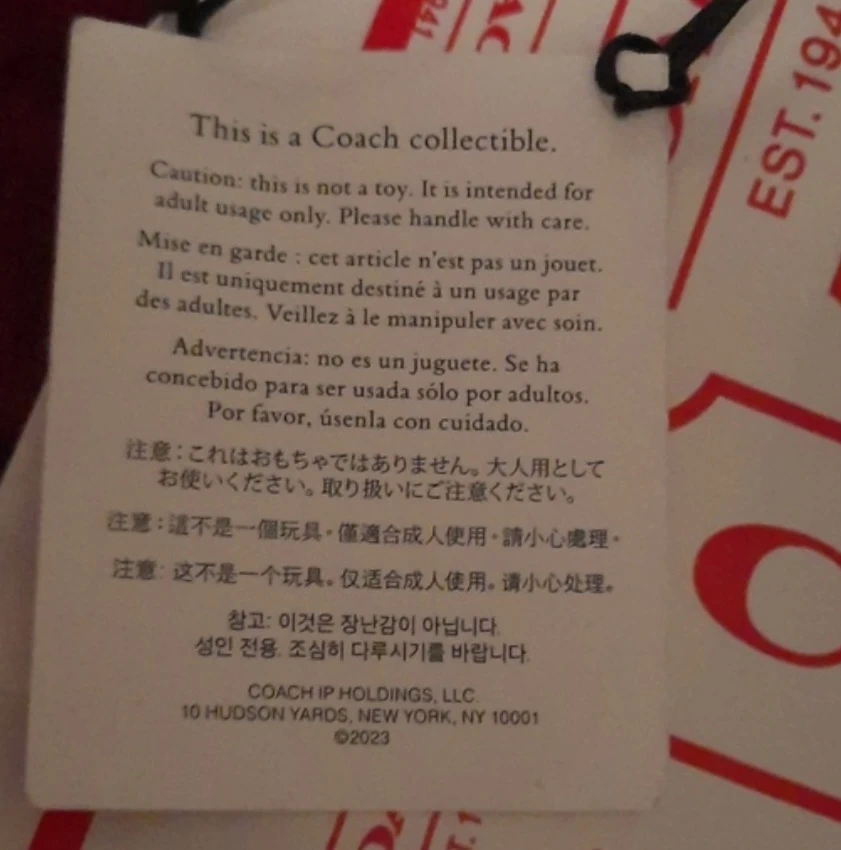 This is a Coach collectible.
Caution: this is not a toy. It is intended for
adult usage only. Please handle with care.
Mise en garde : cet article n'est pas un jouet.
Il est uniquement destiné à un usage par
des adultes. Veillez à le manipuler avec soin.
Advertencia: no es un juguete. Se ha
concebido para ser usada sólo por adultos.
Por favor, úsenla con cuidado.
注意：これはおもちゃではありません。大人用として
お使いください。取り扱いにご注意ください。
注意：這不是一個玩具。僅適合成人使用。請小心處理。
注意: 这不是一个玩具。仅适合成人使用。请小心处理。
참고: 이것은 장난감이 아닙니다.
성인 전용. 조심히 다루시기를 바랍니다.
COACH IP HOLDINGS, LLC.
10 HUDSON YARDS, NEW YORK, NY 10001
©2023
EST. 194